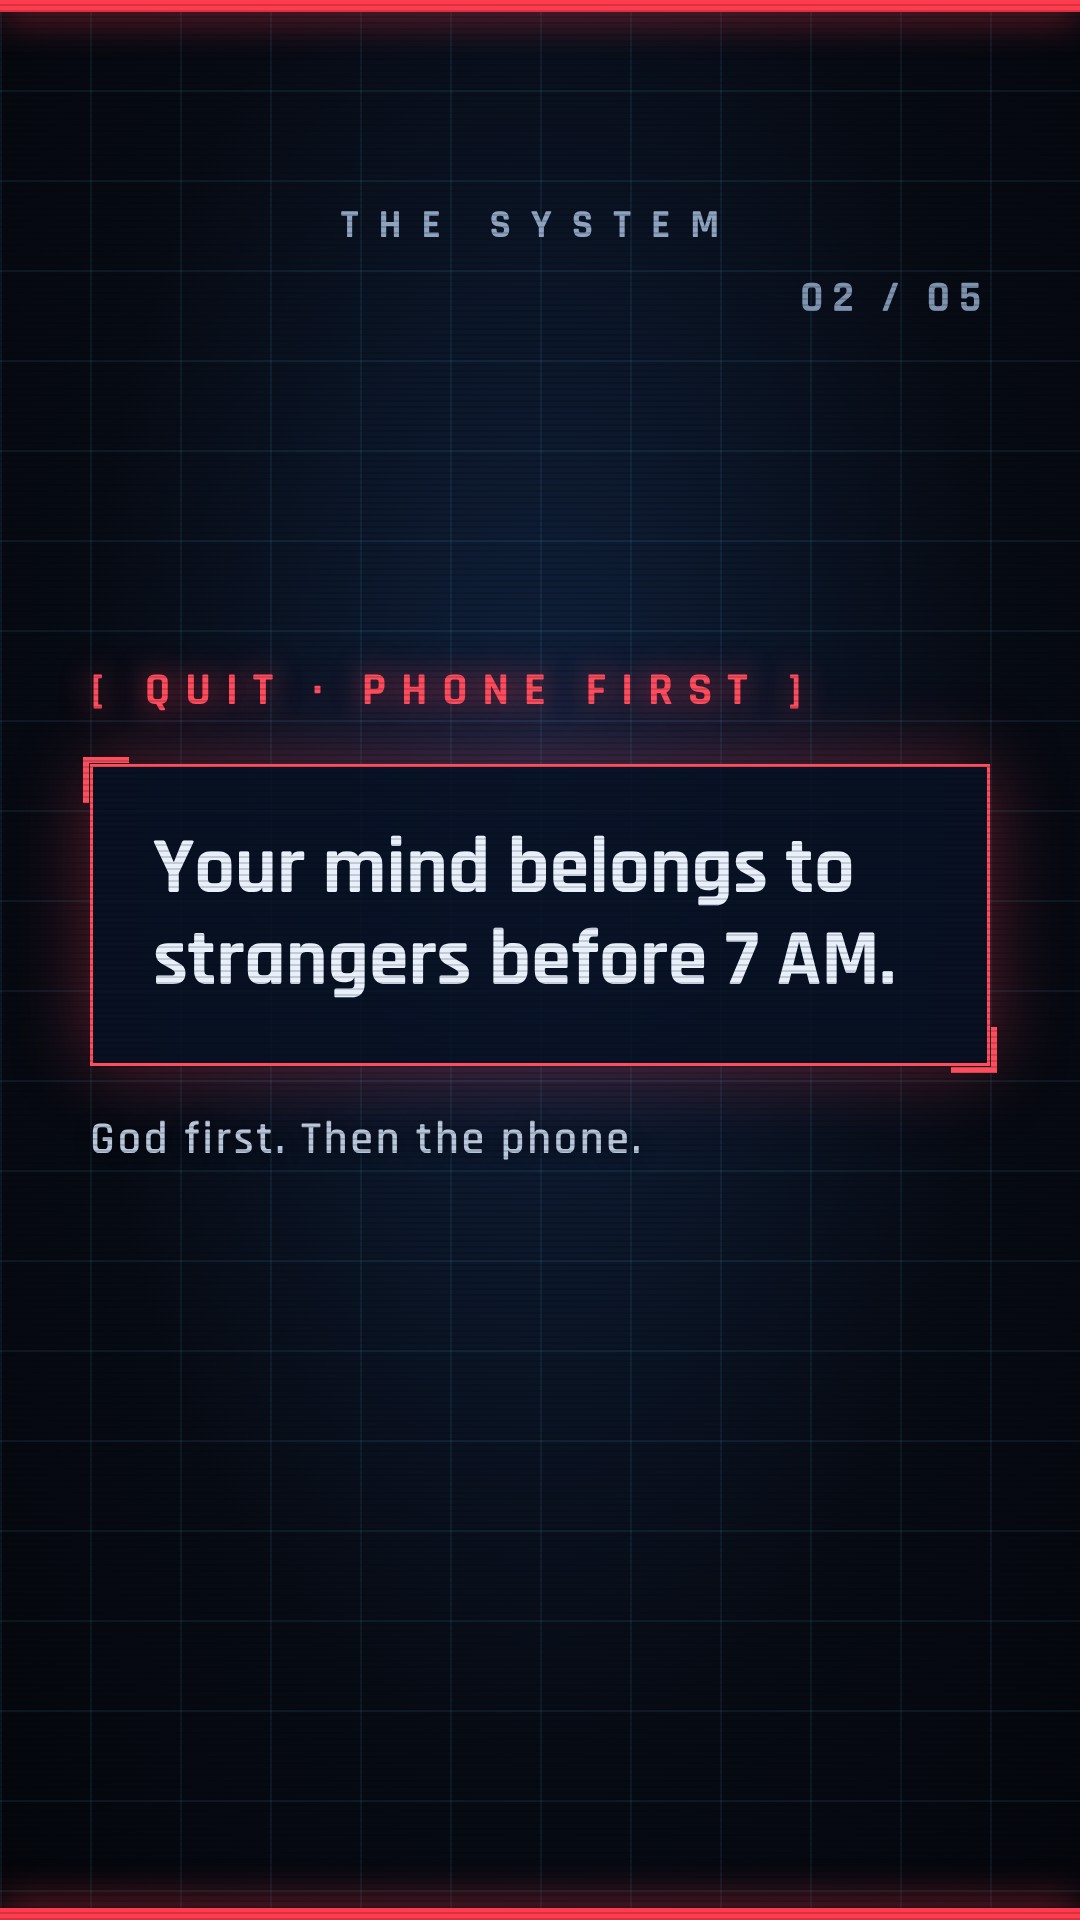 THE SYSTEM
02 / 05
[ QUIT · PHONE FIRST ]
Your mind belongs to
strangers before 7 AM.
God first. Then the phone.